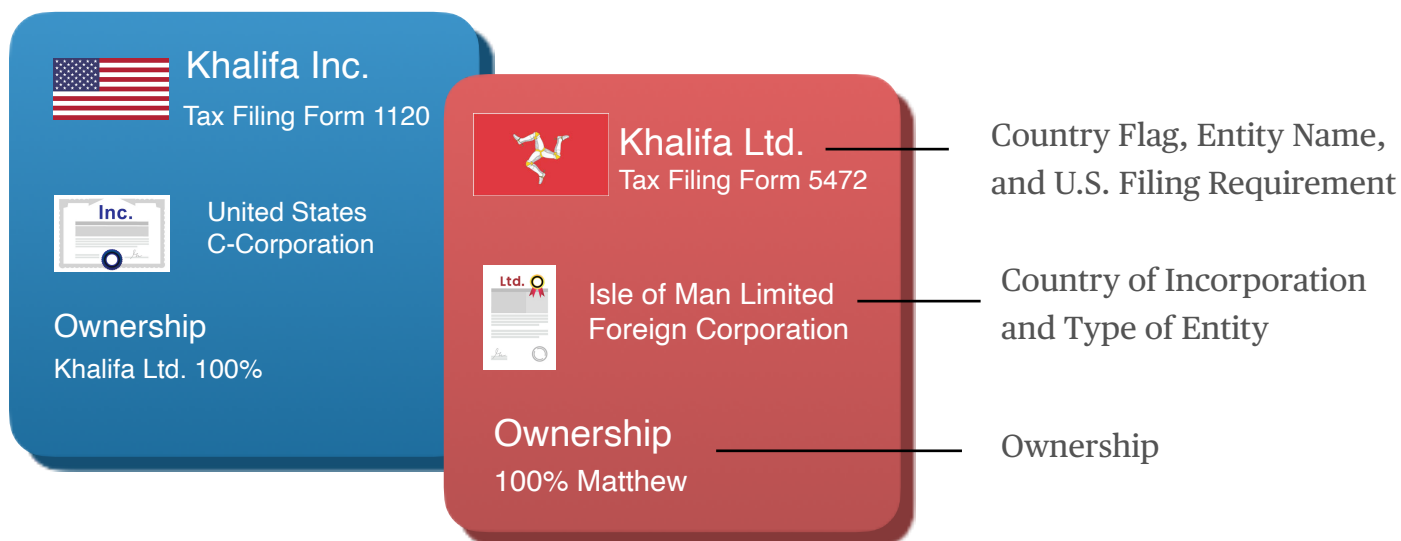 Khalifa Inc.
Tax Filing Form 1120
Inc.
United States
C-Corporation
Ownership
Khalifa Ltd. 100%
Khalifa Ltd.
Tax Filing Form 5472
Ltd.
Isle of Man Limited
Foreign Corporation
Ownership
100% Matthew
Country Flag, Entity Name,
and U.S. Filing Requirement
Country of Incorporation
and Type of Entity
Ownership